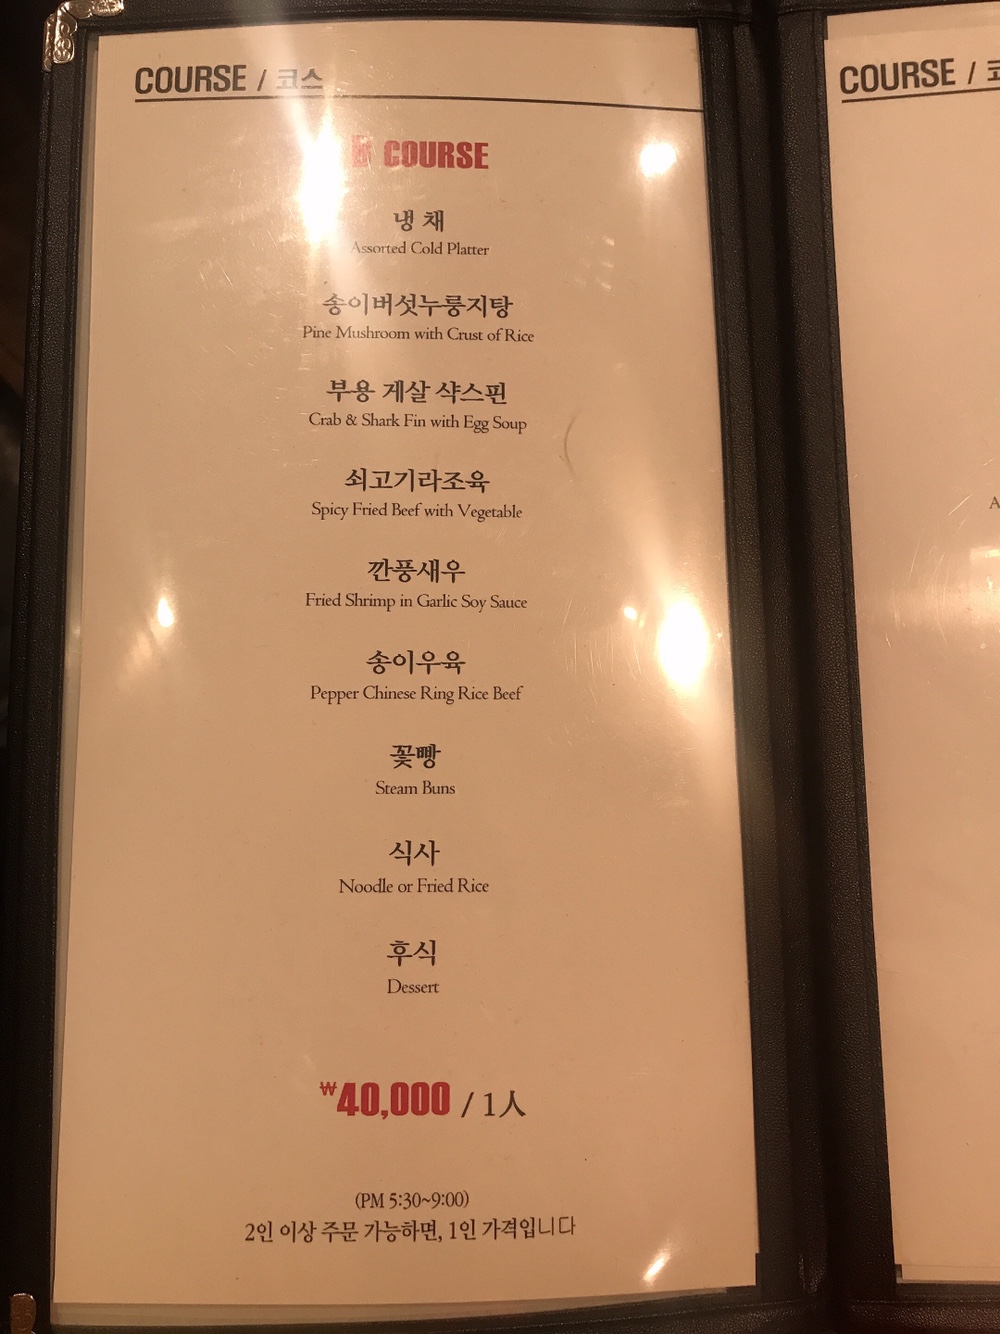 COURSE / 코스
COURSE
냉 채
Assorted Cold Platter
송이버섯누룽지탕
Pine Mushroom with Crust of Rice
부용 게살 샥스핀
Crab & Shark Fin with Egg Soup
쇠고기라조육
Spicy Fried Beef with Vegetable
깐풍새우
Fried Shrimp in Garlic Soy Sauce
송이우육
Pepper Chinese Ring Rice Beef
꽃빵
Steam Buns
식사
Noodle or Fried Rice
후식
Dessert
₩40,000 / 1人
(PM 5:30~9:00)
2인 이상 주문 가능하면, 1인 가격입니다
COURSE /